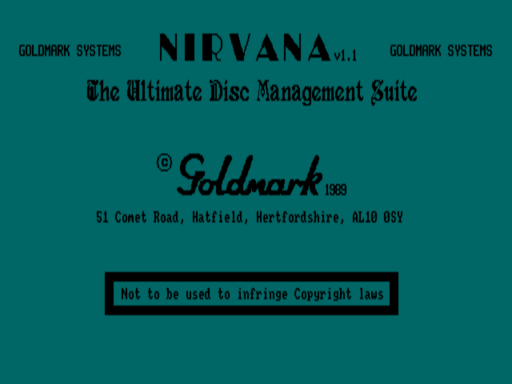 GOLDMARK SYSTEMS NIRVANA v1.1 GOLDMARK SYSTEMS
The Ultimate Disc Management Suite
© Goldmark 1989
51 Comet Road, Hatfield, Hertfordshire, AL10 0SY
Not to be used to infringe Copyright laws